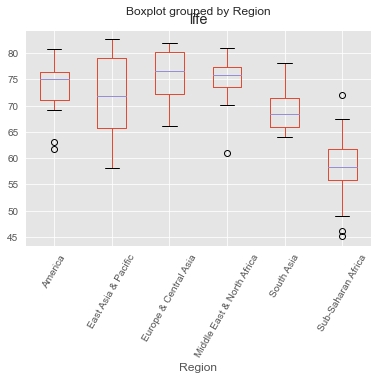 Boxplot grouped by Region
life
80
75
70
65
60
55
50
45
America
East Asia & Pacific
Europe & Central Asia
Middle East & North Africa
South Asia
Sub-Saharan Africa
Region